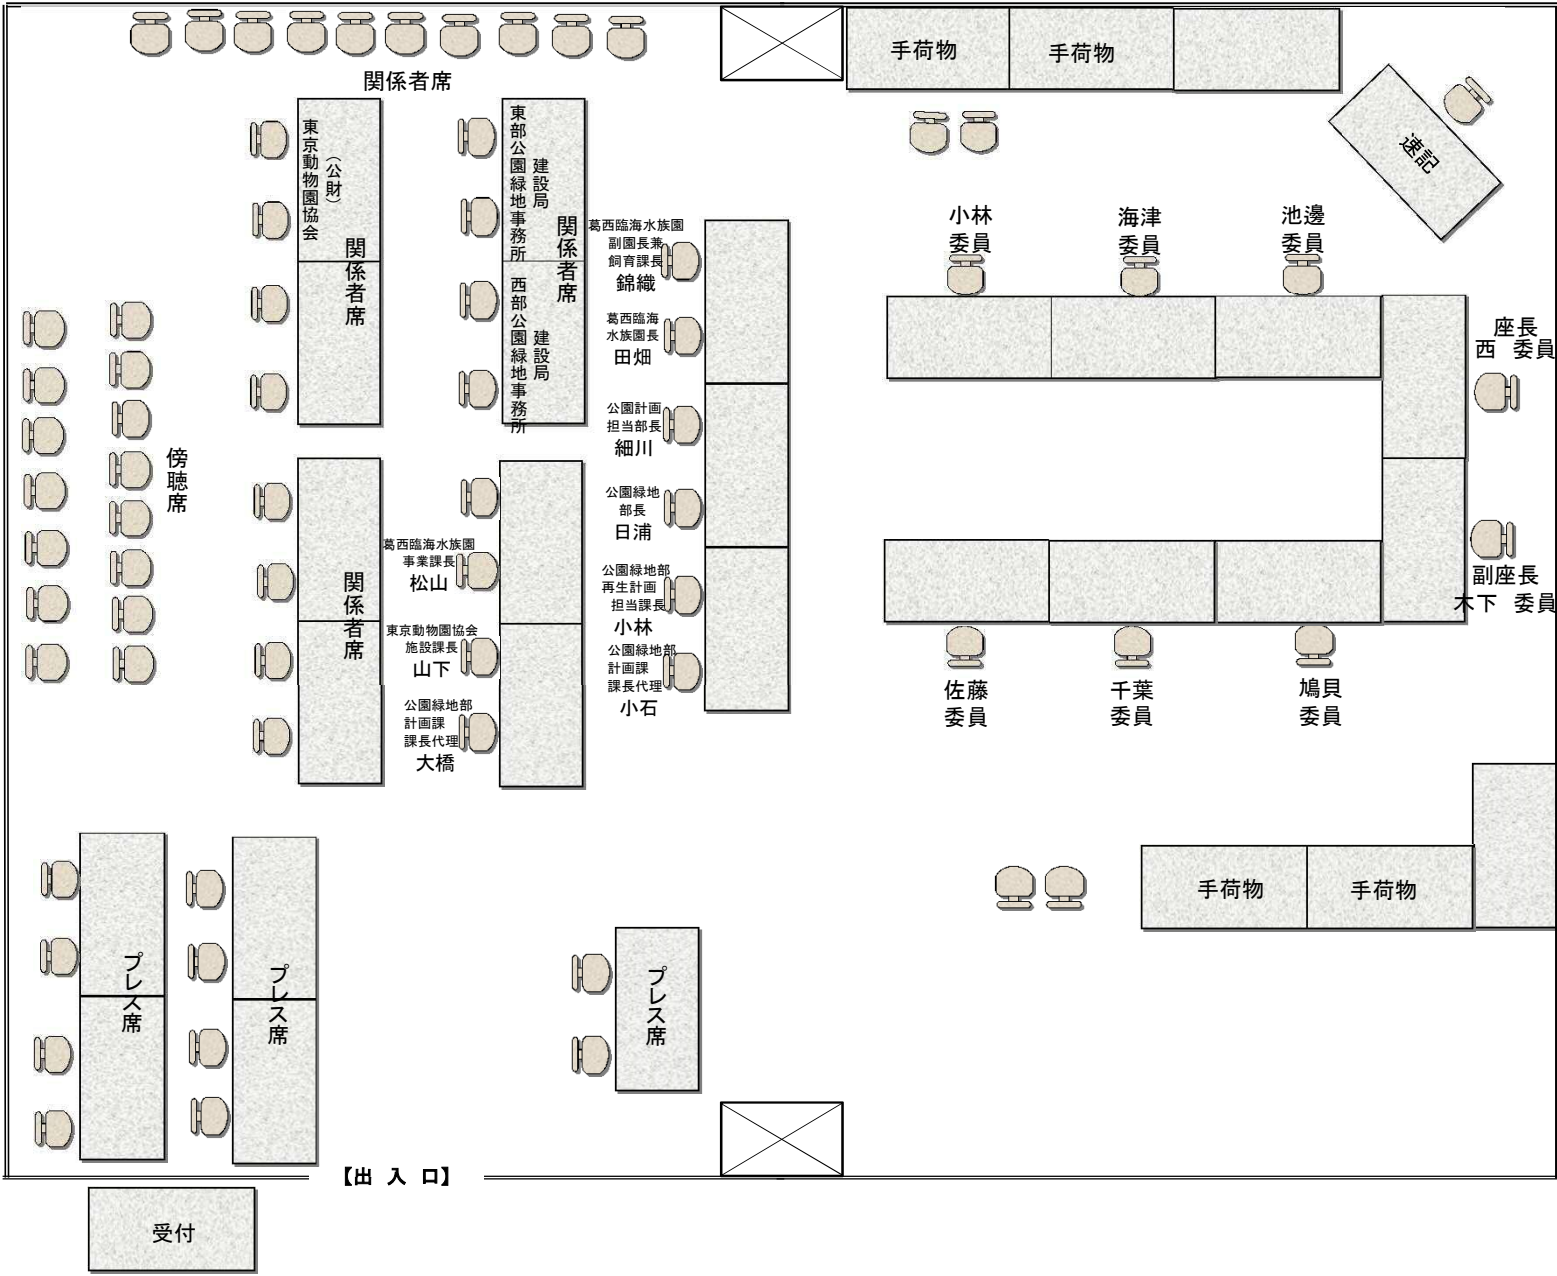 手荷物
手荷物
関係者席
速記
東京動物園協会
（公財）
関係者席
東部公園緑地事務所
建設局
関係者席
西部公園緑地事務所
建設局
葛西臨海水族園
副園長兼
飼育課長
錦織
葛西臨海
水族園長
田畑
公園計画
担当部長
細川
公園緑地
部長
日浦
公園緑地部
再生計画
担当課長
小林
公園緑地部
計画課
課長代理
小石
小林
委員
海津
委員
池邊
委員
座長
西 委員
副座長
木下 委員
佐藤
委員
千葉
委員
鳩貝
委員
傍聴席
関係者席
葛西臨海水族園
事業課長
松山
東京動物園協会
施設課長
山下
公園緑地部
計画課
課長代理
大橋
手荷物
手荷物
プレス席
プレス席
プレス席
【出 入 口】
受付